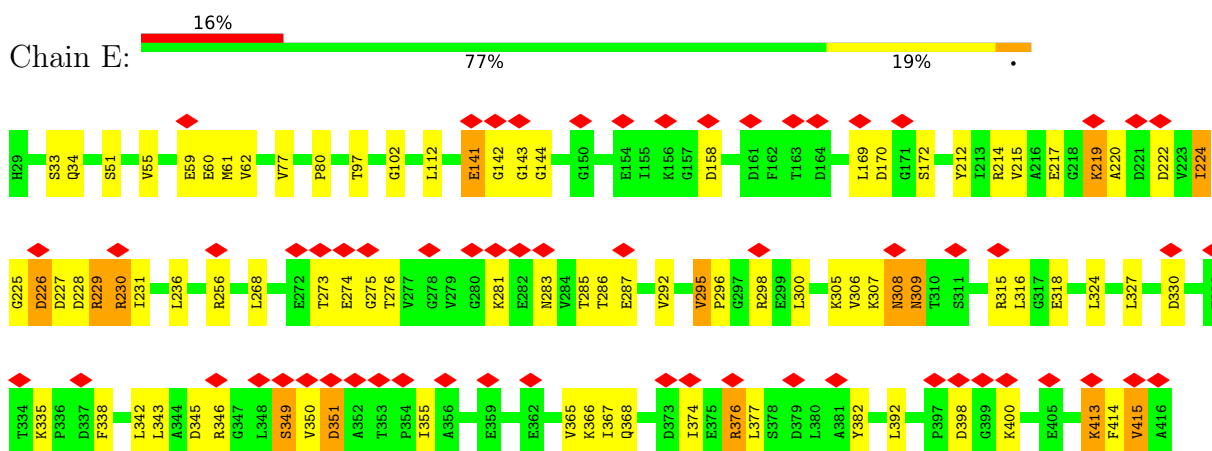 16%
Chain E:
77% 19% •
H29 S33 Q34 S51 V55 E59 E60 M61 V62 V77 P80 T97 G102 L112 E141 G142 G143 G144 G150 E154 I155 K156 G157 D158 D161 F162 T163 D164 L169 D170 G171 S172 Y212 I213 R214 V215 A216 E217 G218 K219 A220 D221 D222 V223 I224
G225 D226 D227 D228 R229 R230 I231 L236 R256 L268 E272 T273 E274 G275 T276 V277 G278 V279 G280 K281 E282 N283 V284 T285 T286 E287 V292 V295 P296 G297 R298 E299 L300 K305 V306 K307 N308 N309 T310 S311 R315 L316 G317 E318 L324 L327 D330
T334 K335 P336 D337 F338 L342 L343 A344 D345 R346 G347 L348 S349 V350 D351 A352 T353 P354 I355 A356 E359 E362 V365 K366 I367 Q368 D373 I374 E375 R376 L377 S378 D379 L380 A381 Y382 L392 P397 D398 G399 K400 E405 K413 F414 V415 A416